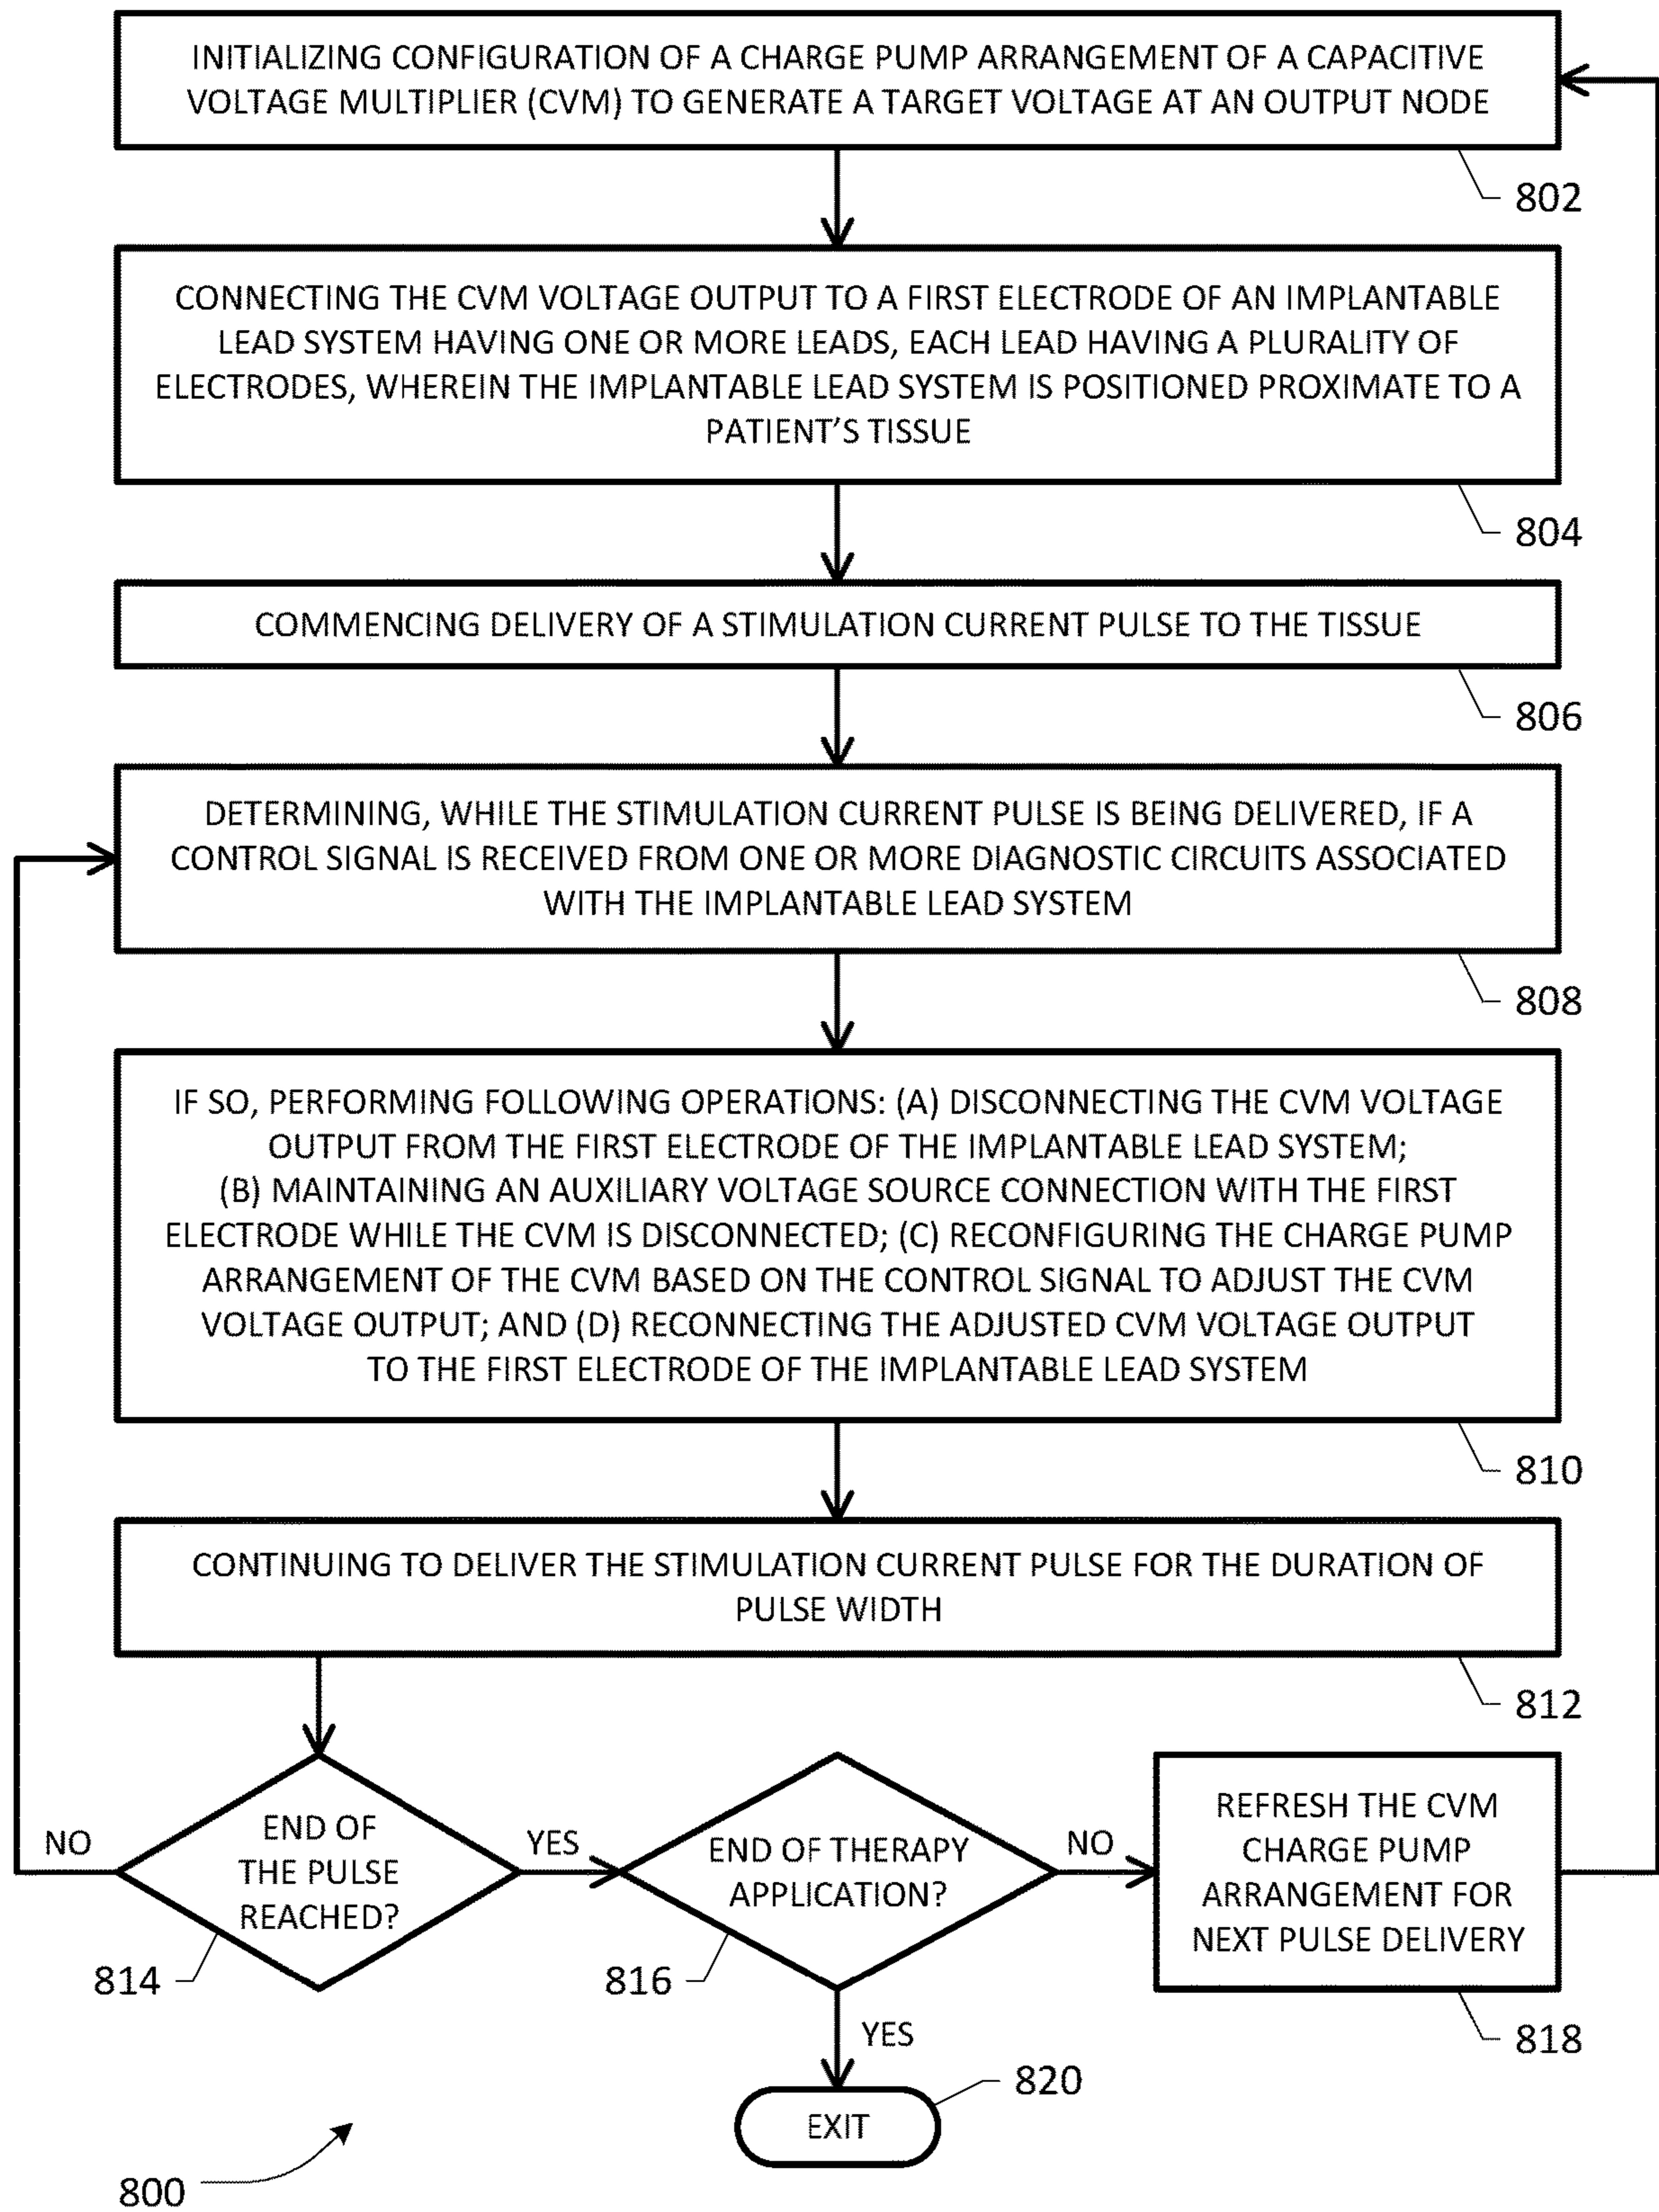 INITIALIZING CONFIGURATION OF A CHARGE PUMP ARRANGEMENT OF A CAPACITIVE
VOLTAGE MULTIPLIER (CVM) TO GENERATE A TARGET VOLTAGE AT AN OUTPUT NODE
802
CONNECTING THE CVM VOLTAGE OUTPUT TO A FIRST ELECTRODE OF AN IMPLANTABLE
LEAD SYSTEM HAVING ONE OR MORE LEADS, EACH LEAD HAVING A PLURALITY OF
ELECTRODES, WHEREIN THE IMPLANTABLE LEAD SYSTEM IS POSITIONED PROXIMATE TO A
PATIENT'S TISSUE
804
COMMENCING DELIVERY OF A STIMULATION CURRENT PULSE TO THE TISSUE
806
DETERMINING, WHILE THE STIMULATION CURRENT PULSE IS BEING DELIVERED, IF A
CONTROL SIGNAL IS RECEIVED FROM ONE OR MORE DIAGNOSTIC CIRCUITS ASSOCIATED
WITH THE IMPLANTABLE LEAD SYSTEM
808
IF SO, PERFORMING FOLLOWING OPERATIONS: (A) DISCONNECTING THE CVM VOLTAGE
OUTPUT FROM THE FIRST ELECTRODE OF THE IMPLANTABLE LEAD SYSTEM;
(B) MAINTAINING AN AUXILIARY VOLTAGE SOURCE CONNECTION WITH THE FIRST
ELECTRODE WHILE THE CVM IS DISCONNECTED; (C) RECONFIGURING THE CHARGE PUMP
ARRANGEMENT OF THE CVM BASED ON THE CONTROL SIGNAL TO ADJUST THE CVM
VOLTAGE OUTPUT; AND (D) RECONNECTING THE ADJUSTED CVM VOLTAGE OUTPUT
TO THE FIRST ELECTRODE OF THE IMPLANTABLE LEAD SYSTEM
810
CONTINUING TO DELIVER THE STIMULATION CURRENT PULSE FOR THE DURATION OF
PULSE WIDTH
812
NO
END OF
THE PULSE
REACHED?
814
YES
END OF THERAPY
APPLICATION?
816
NO
REFRESH THE CVM
CHARGE PUMP
ARRANGEMENT FOR
NEXT PULSE DELIVERY
818
YES
EXIT
820
800